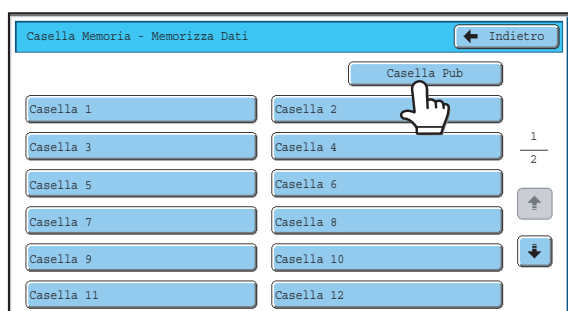 Casella Memoria - Memorizza Dati
Indietro
Casella Pub
Casella 1
Casella 2
Casella 3
Casella 4
1
2
Casella 5
Casella 6
Casella 7
Casella 8
Casella 9
Casella 10
Casella 11
Casella 12